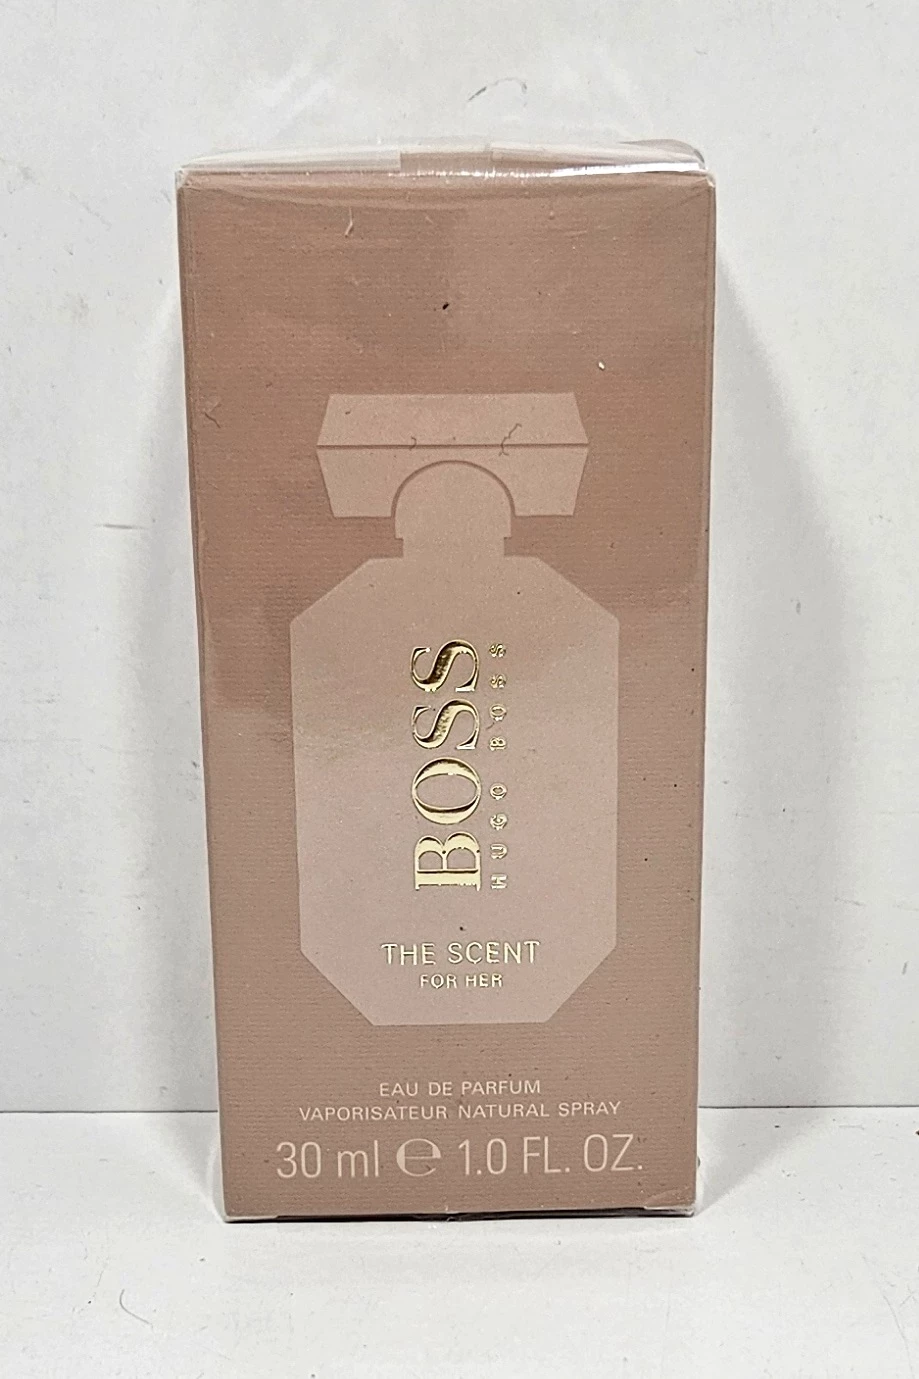 BOSS
HUGO BOSS
THE SCENT
FOR HER
EAU DE PARFUM
VAPORISATEUR NATURAL SPRAY
30 ml ℮ 1.0 FL. OZ.